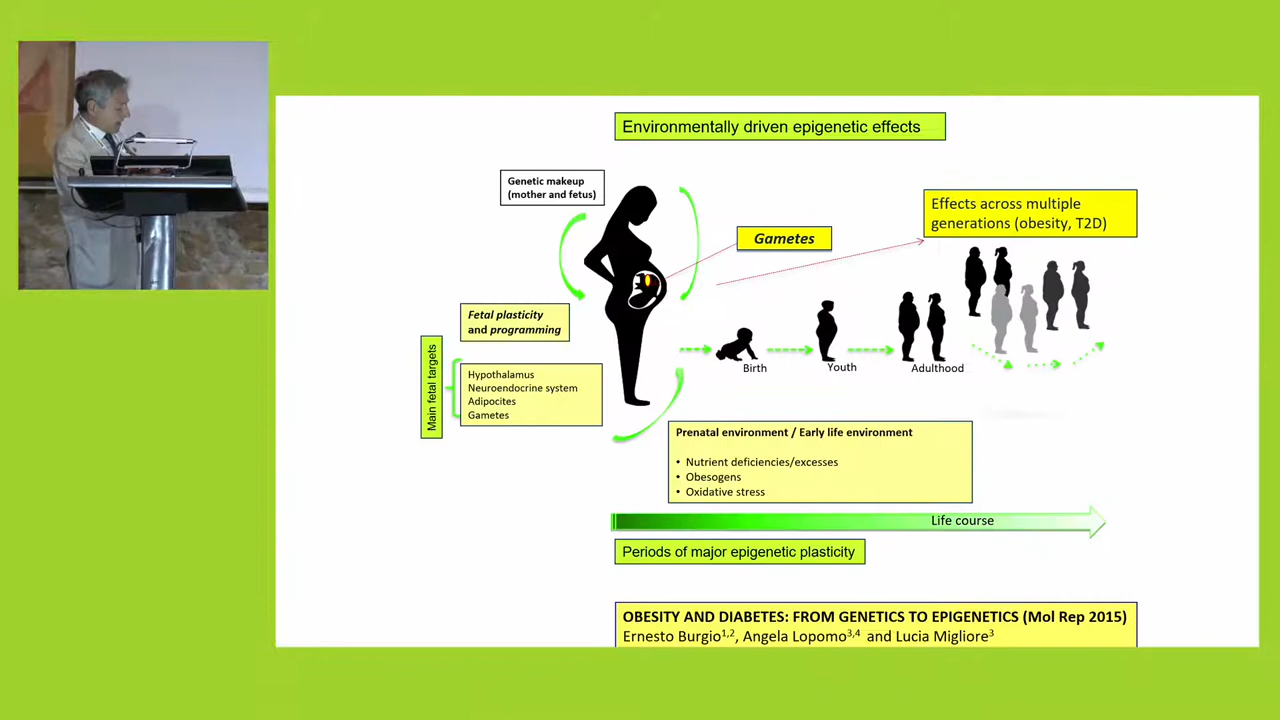 Environmentally driven epigenetic effects
Genetic makeup
(mother and fetus)
Effects across multiple
generations (obesity, T2D)
Gametes
Fetal plasticity
and programming
Main fetal targets
Hypothalamus
Neuroendocrine system
Adipocites
Gametes
Birth
Youth
Adulthood
Prenatal environment / Early life environment
• Nutrient deficiencies/excesses
• Obesogens
• Oxidative stress
Life course
Periods of major epigenetic plasticity
OBESITY AND DIABETES: FROM GENETICS TO EPIGENETICS (Mol Rep 2015)
Ernesto Burgio1,2, Angela Lopomo3,4 and Lucia Migliore3